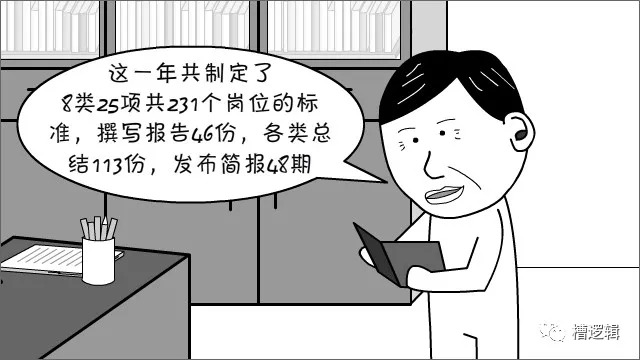 这一年共制定了
8类25项共231个岗位的标
准，撰写报告46份，各类总
结113份，发布简报48期
槽逻辑